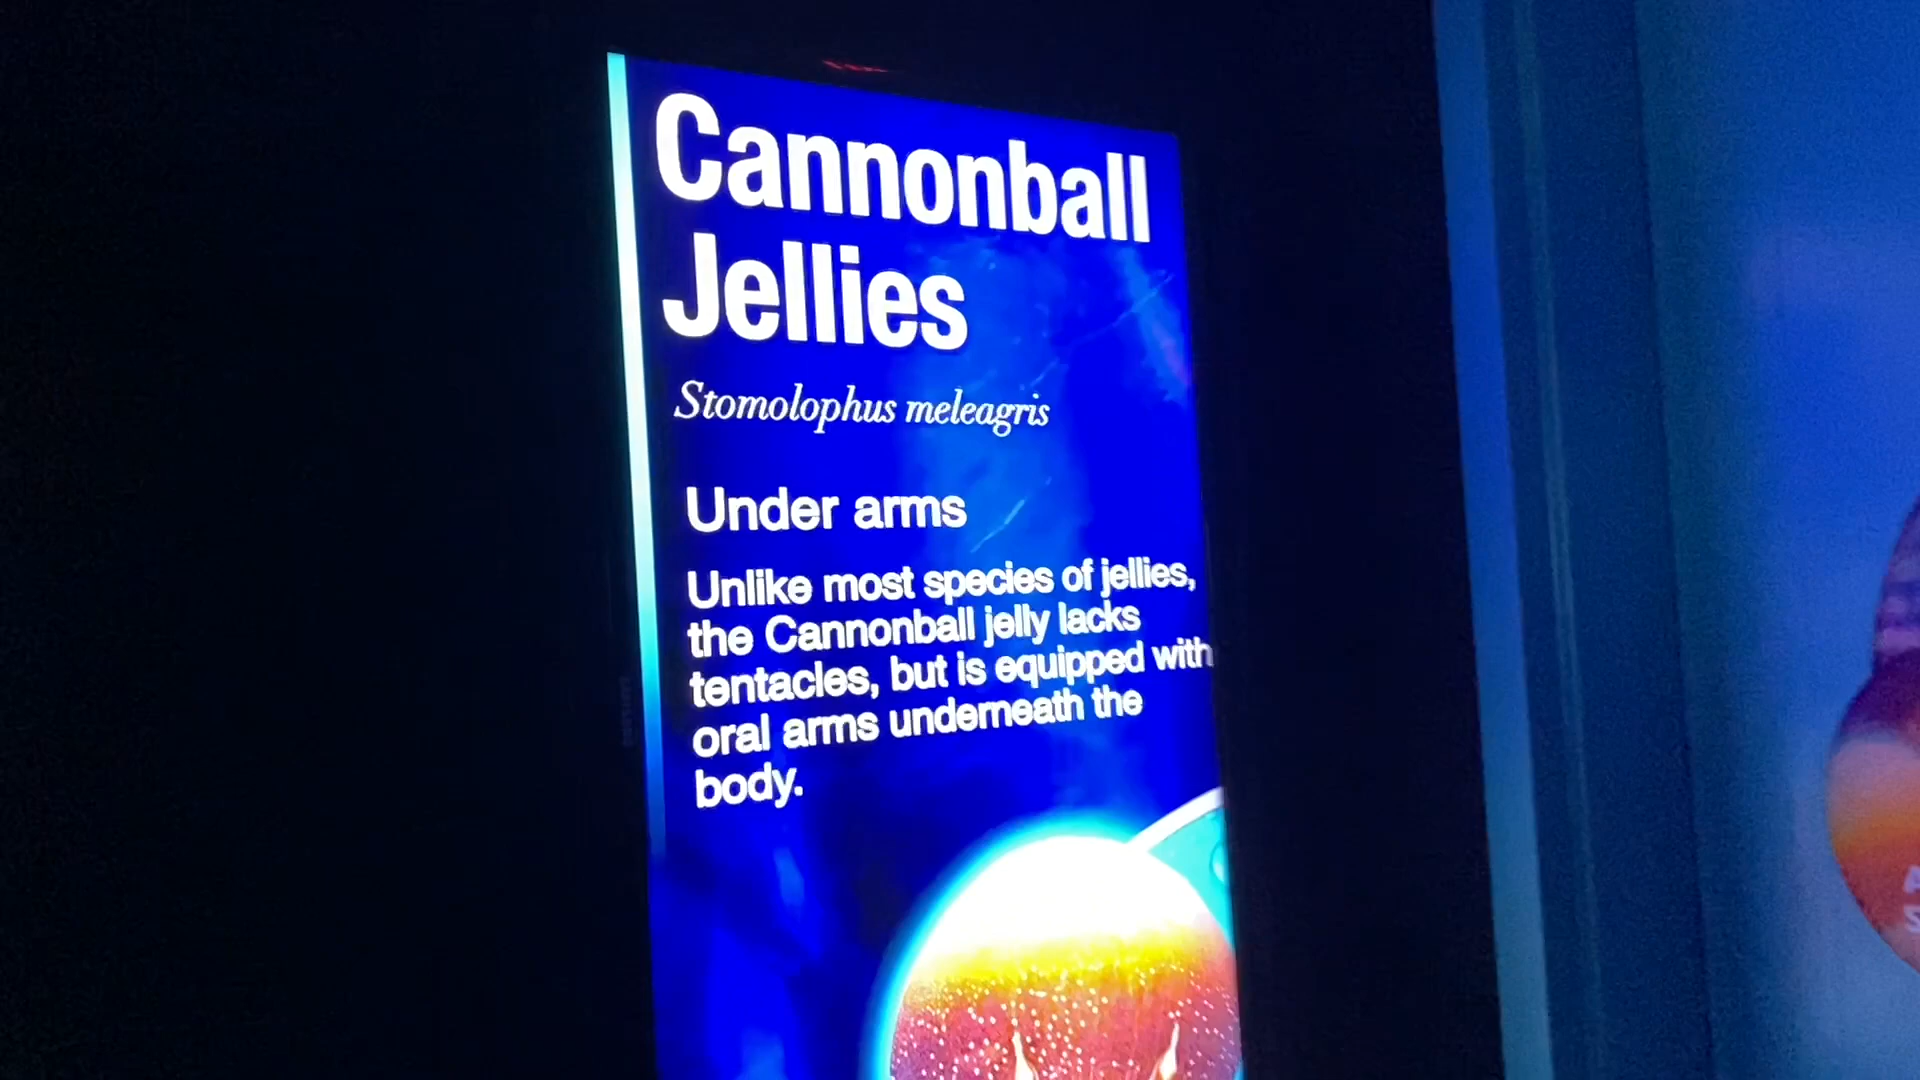 Cannonball
Jellies
Stomolophus meleagris
Under arms
Unlike most species of jellies,
the Cannonball jelly lacks
tentacles, but is equipped with
oral arms underneath the
body.